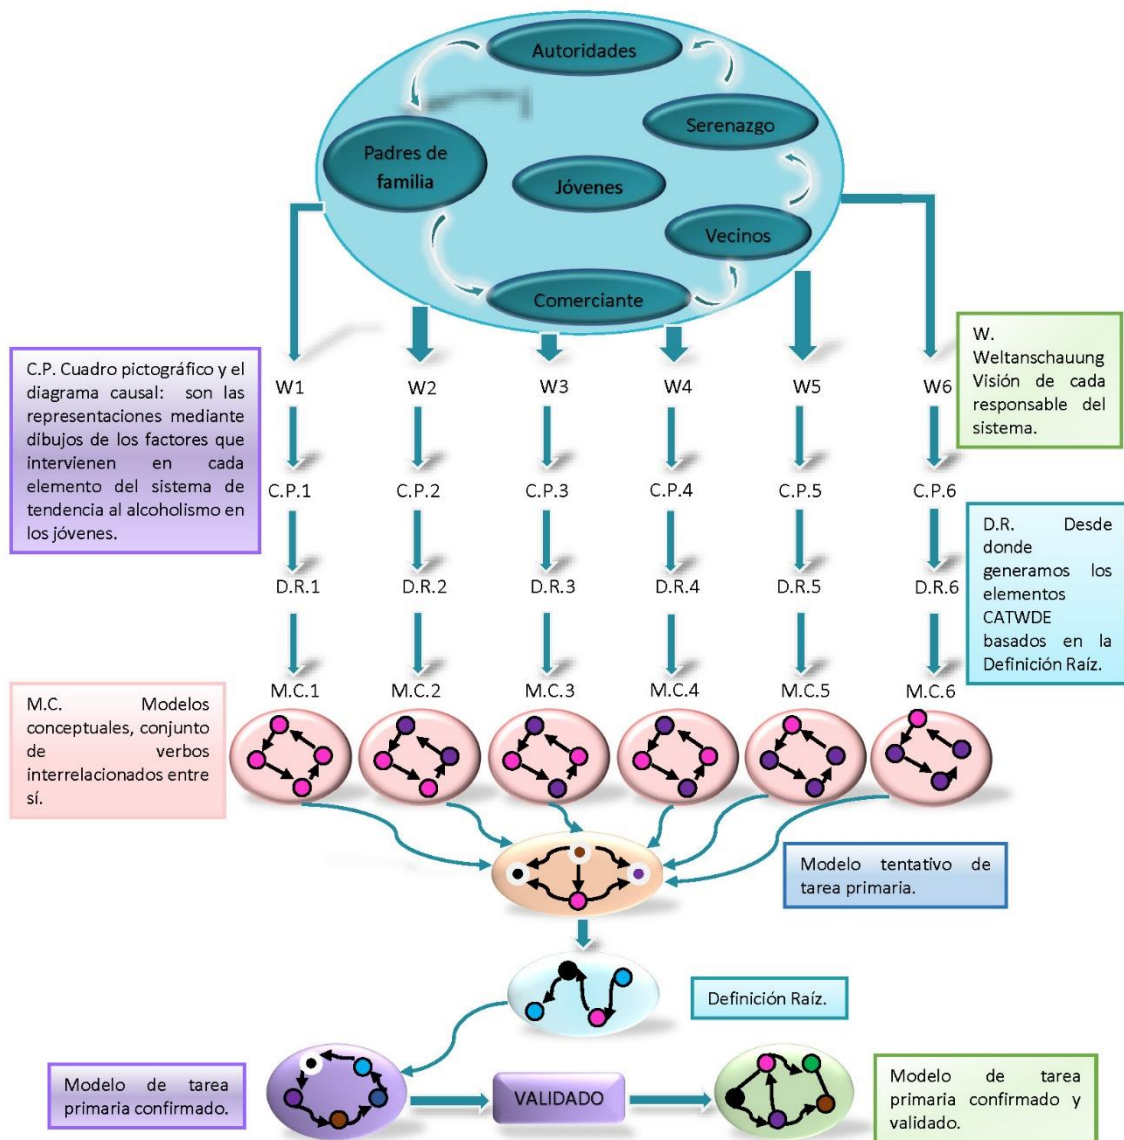 Autoridades
Serenazgo
Padres de
familia
Jóvenes
Vecinos
Comerciante
C.P. Cuadro pictográfico y el
diagrama causal: son las
representaciones mediante
dibujos de los factores que
intervienen en cada
elemento del sistema de
tendencia al alcoholismo en
los jóvenes.
W.
Weltanschauung
Visión de cada
responsable del
sistema.
W1 W2 W3 W4 W5 W6
C.P.1 C.P.2 C.P.3 C.P.4 C.P.5 C.P.6
D.R. Desde
donde
generamos los
elementos
CATWDE
basados en la
Definición Raíz.
D.R.1 D.R.2 D.R.3 D.R.4 D.R.5 D.R.6
M.C.1 M.C.2 M.C.3 M.C.4 M.C.5 M.C.6
M.C. Modelos
conceptuales, conjunto
de verbos
interrelacionados entre
sí.
Modelo tentativo de
tarea primaria.
Definición Raíz.
Modelo de tarea
primaria confirmado.
VALIDADO
Modelo de tarea
primaria confirmado y
validado.